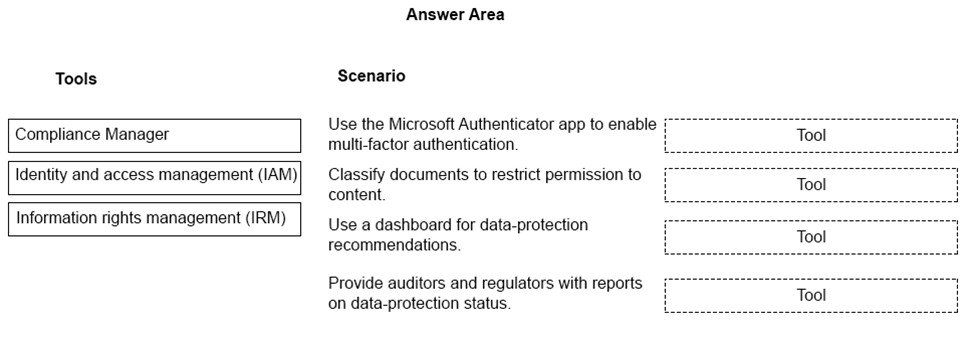 Answer Area
Tools
Scenario
Compliance Manager
Use the Microsoft Authenticator app to enable
multi-factor authentication.
Tool
Identity and access management (IAM)
Classify documents to restrict permission to
content.
Tool
Information rights management (IRM)
Use a dashboard for data-protection
recommendations.
Tool
Provide auditors and regulators with reports
on data-protection status.
Tool